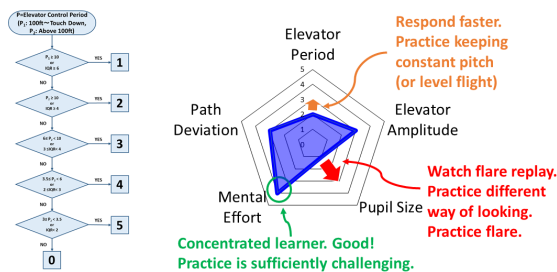 P=Elevator Control Period
(P₁: 100ft～Touch Down,
P₂: Above 100ft)
YES
1
NO
YES
2
NO
YES
3
NO
YES
4
NO
YES
5
NO
0
Elevator
Period
5
4
3
2
1
0
Elevator
Amplitude
Pupil Size
Mental
Effort
Path
Deviation
Respond faster.
Practice keeping
constant pitch
(or level flight)
Watch flare replay.
Practice different
way of looking.
Practice flare.
Concentrated learner. Good!
Practice is sufficiently challenging.